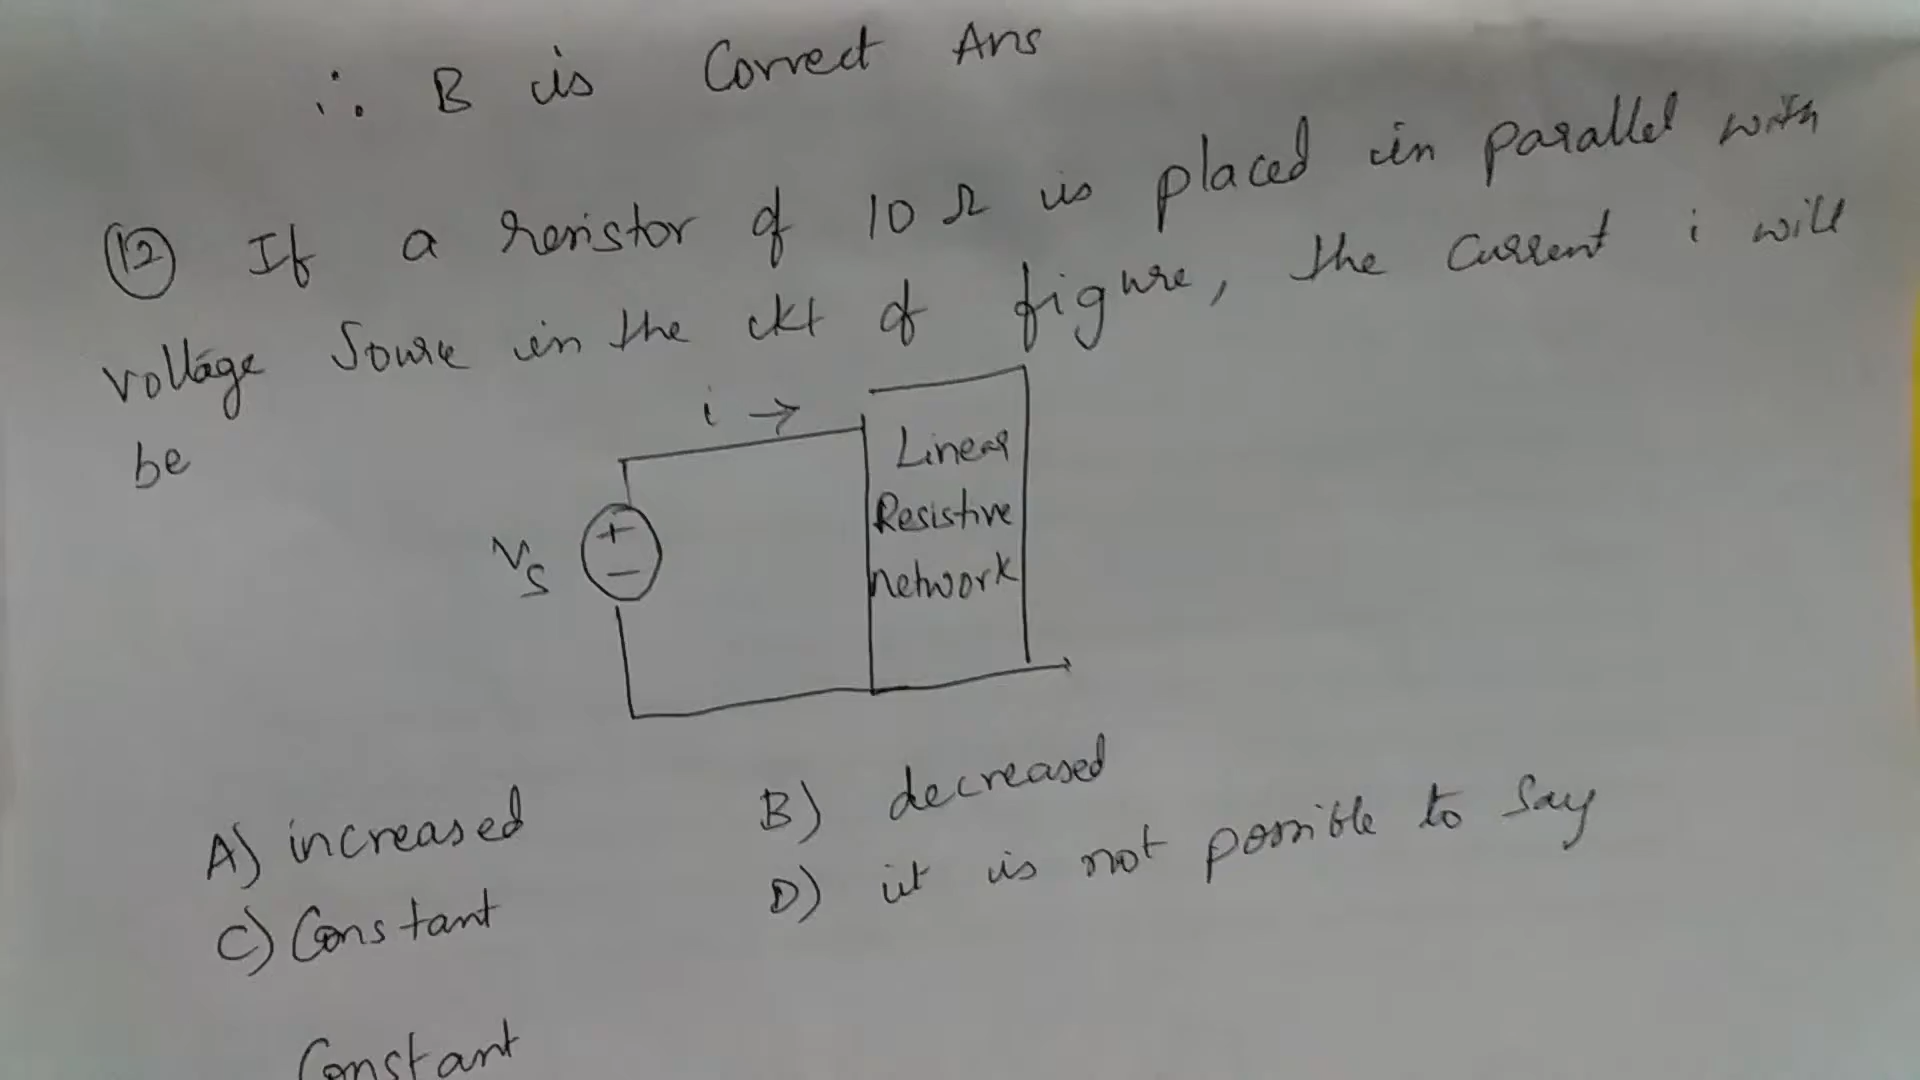 ∴ B is Correct Ans
(12) If a resistor of 10 Ω is placed in parallel with
voltage Source in the ckt of figure, the current i will
be
i →
Linear
Resistive
network
+
−
Vs
A) increased
B) decreased
C) Constant
D) it is not possible to say
Constant